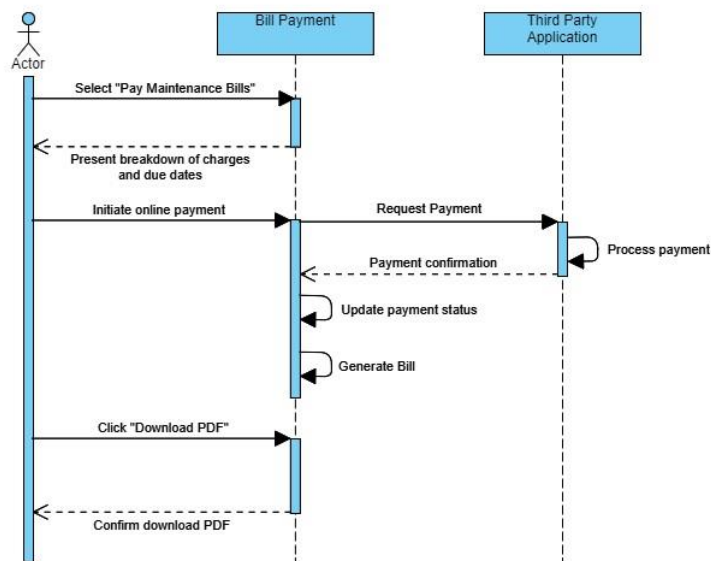 Bill Payment
Third Party
Application
Actor
Select "Pay Maintenance Bills"
Present breakdown of charges
and due dates
Initiate online payment
Request Payment
Process payment
Payment confirmation
Update payment status
Generate Bill
Click "Download PDF"
Confirm download PDF